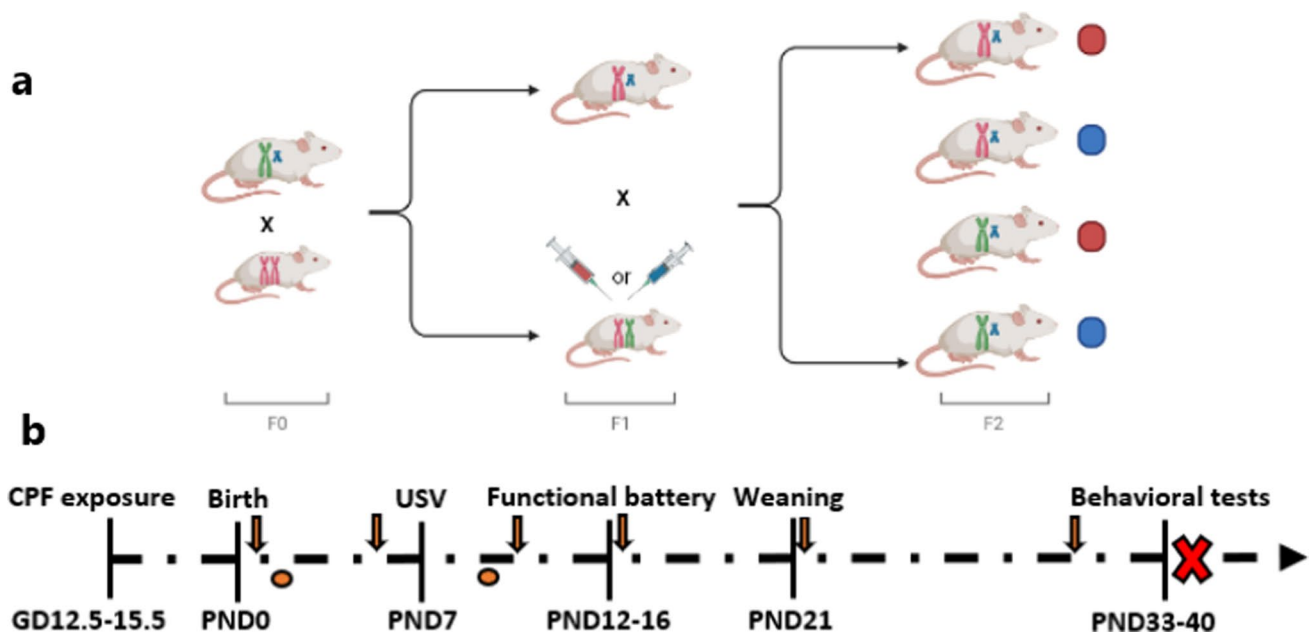 a
X
X
or
F0
F1
F2
b
CPF exposure Birth USV Functional battery Weaning Behavioral tests
GD12.5-15.5 PND0 PND7 PND12-16 PND21 PND33-40